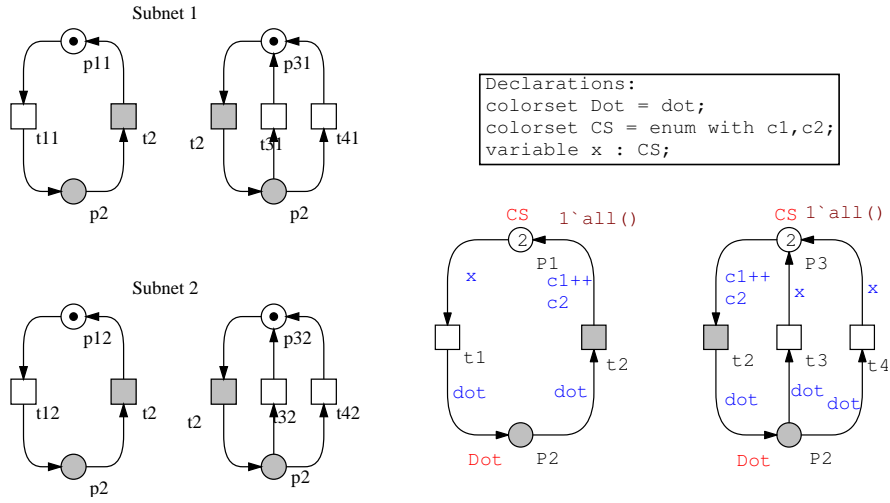 Subnet 1
p11
t11
t2
p2
p31
t2
t31
t41
p2
Subnet 2
p12
t12
t2
p2
p32
t2
t32
t42
p2
Declarations:
colorset Dot = dot;
colorset CS = enum with c1,c2;
variable x : CS;
CS
1`all()
2
P1
x
c1++
c2
t1
t2
dot
dot
Dot
P2
CS
1`all()
2
P3
c1++
c2
x
x
t2
t3
t4
dot
dot
dot
Dot
P2